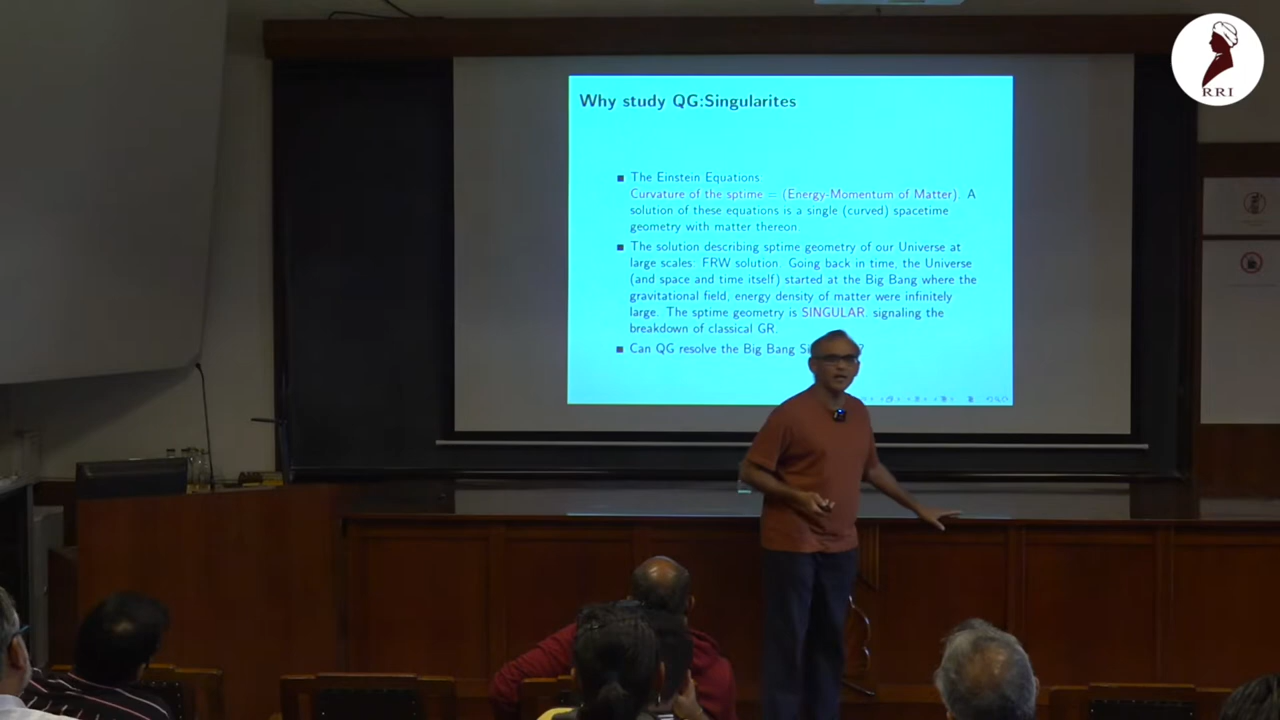 RRI
Why study QG:Singularites
The Einstein Equations
Curvature of the sptime = (Energy-Momentum of Matter). A
solution of these equations is a single (curved) spacetime
geometry with matter thereon.
The solution describing sptime geometry of our Universe at
large scales: FRW solution. Going back in time, the Universe
(and space and time itself) started at the Big Bang where the
gravitational field, energy density of matter were infinitely
large. The sptime geometry is SINGULAR. signaling the
breakdown of classical GR.
Can QG resolve the Big Bang